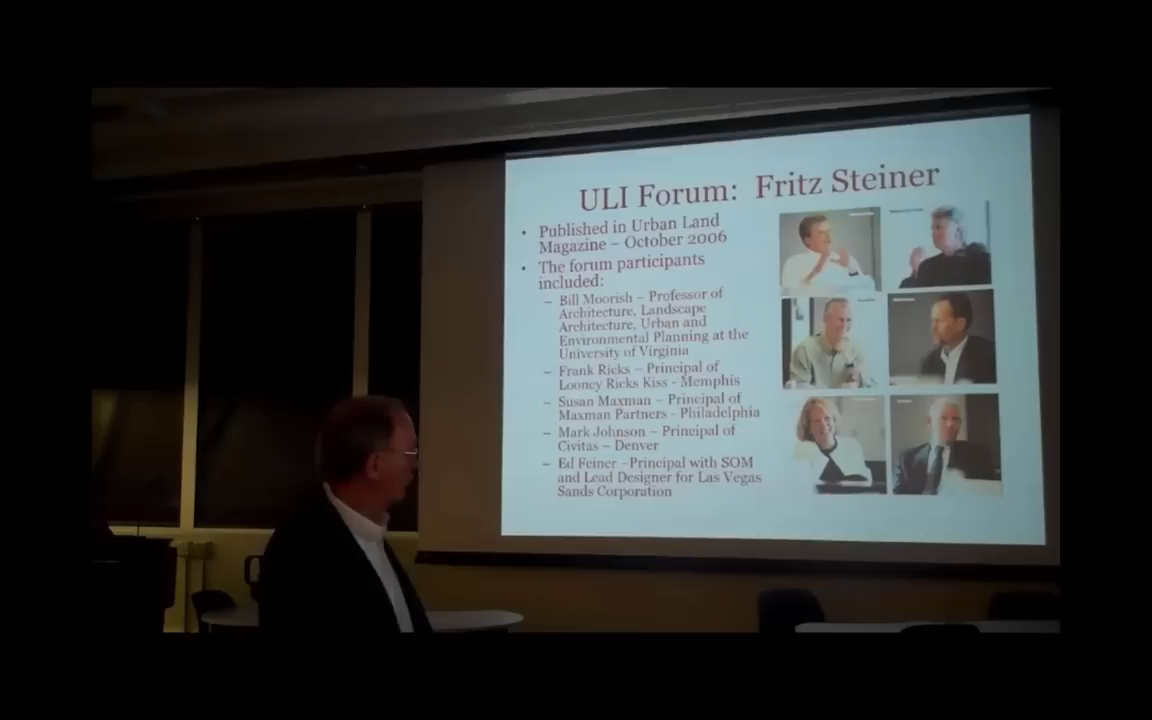 ULI Forum: Fritz Steiner
• Published in Urban Land
Magazine – October 2006
• The forum participants
included:
– Bill Moorish – Professor of
Architecture, Landscape
Architecture, Urban and
Environmental Planning at the
University of Virginia
– Frank Ricks – Principal of
Looney Ricks Kiss - Memphis
– Susan Maxman – Principal of
Maxman Partners - Philadelphia
– Mark Johnson – Principal of
Civitas – Denver
– Ed Feiner –Principal with SOM
and Lead Designer for Las Vegas
Sands Corporation